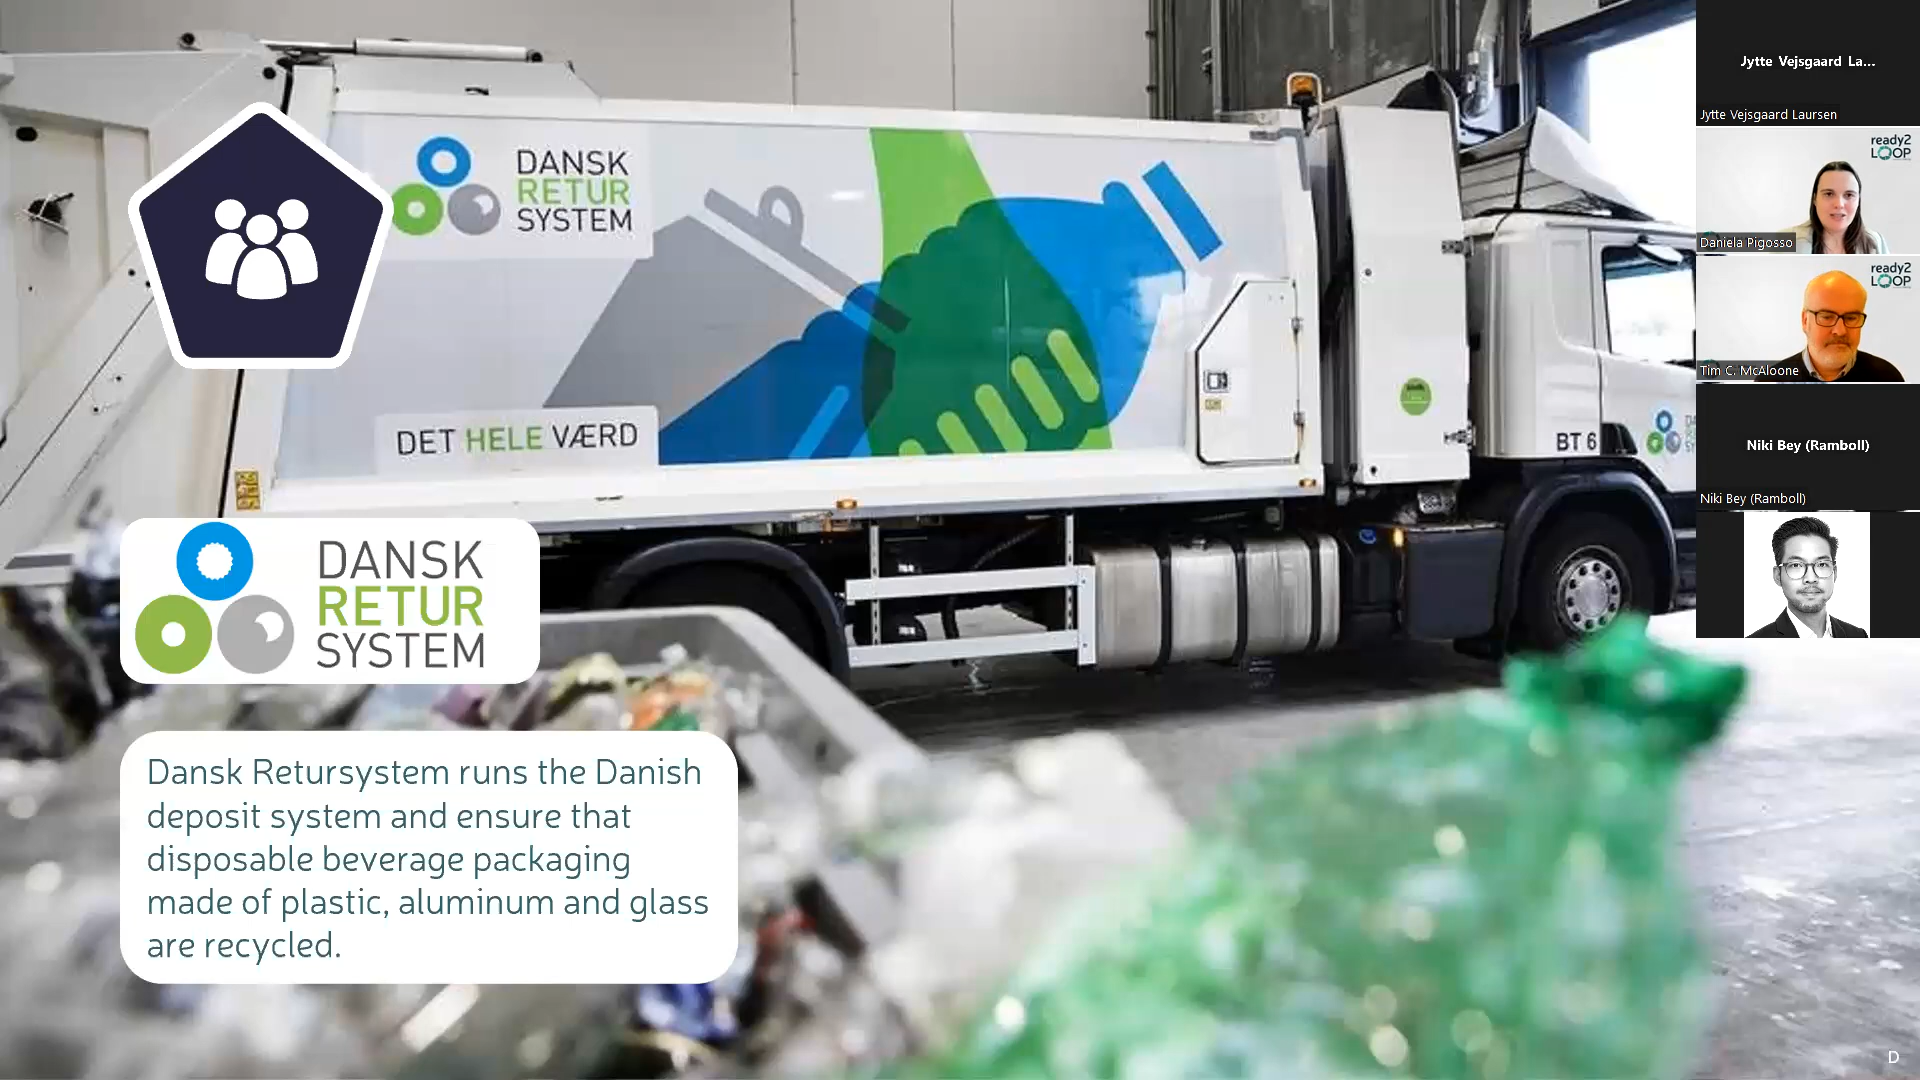 DANSK
RETUR
SYSTEM
DET HELE VÆRD
BT 6
DANSK
RETUR
SYSTEM
Dansk Retursystem runs the Danish
deposit system and ensure that
disposable beverage packaging
made of plastic, aluminum and glass
are recycled.
Jytte Vejsgaard La...
Jytte Vejsgaard Laursen
ready2
LOOP
Daniela Pigosso
ready2
LOOP
Tim C. McAloone
Niki Bey (Ramboll)
Niki Bey (Ramboll)
D